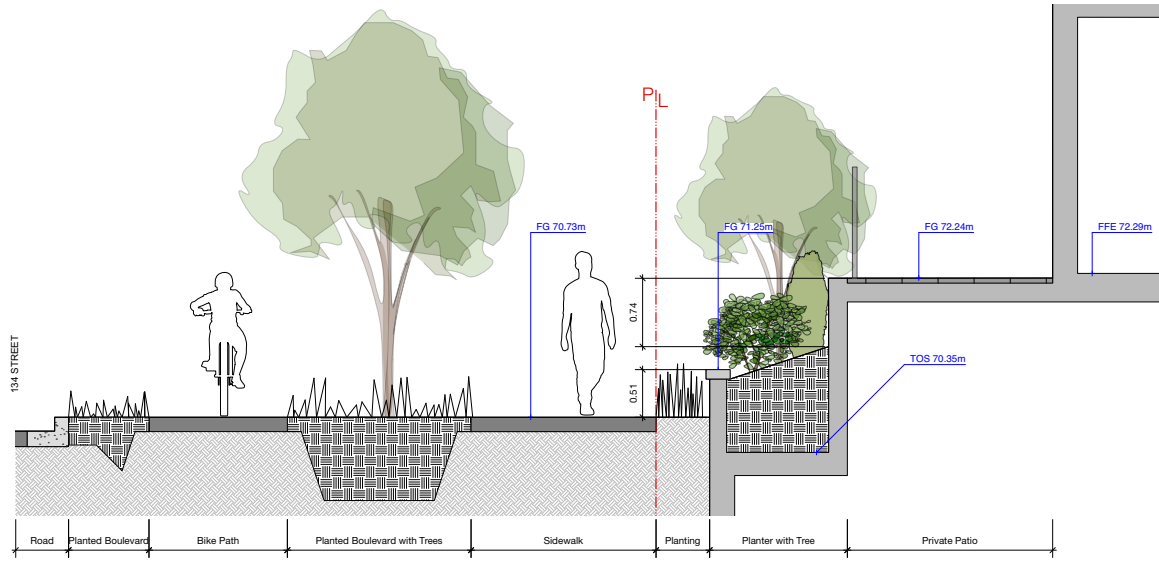 PL
FG 70.73m
FG 71.25m
FG 72.24m
FFE 72.29m
0.74
TOS 70.35m
0.51
134 STREET
Road
Planted Boulevard
Bike Path
Planted Boulevard with Trees
Sidewalk
Planting
Planter with Tree
Private Patio